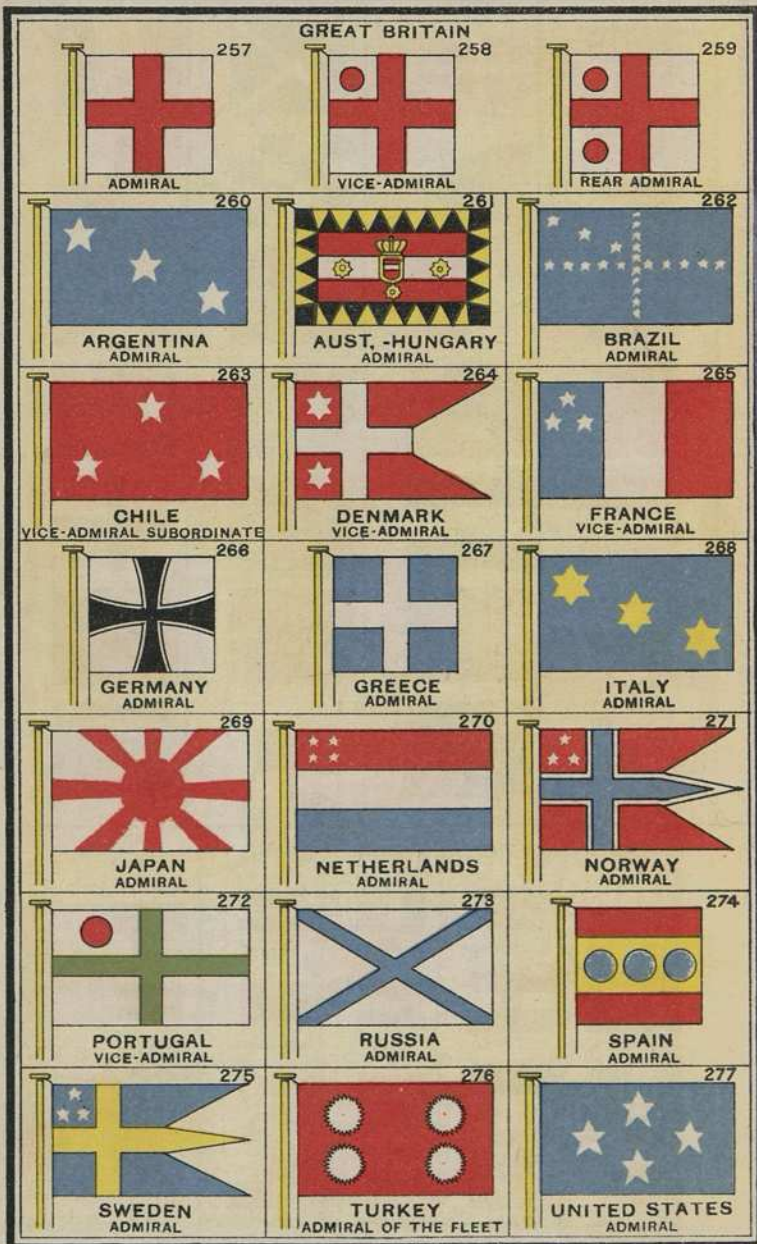 GREAT BRITAIN
257 258 259
ADMIRAL VICE-ADMIRAL REAR ADMIRAL
260 261 262
ARGENTINA AUST, -HUNGARY BRAZIL
ADMIRAL ADMIRAL ADMIRAL
263 264 265
CHILE DENMARK FRANCE
VICE-ADMIRAL SUBORDINATE VICE-ADMIRAL VICE-ADMIRAL
266 267 268
GERMANY GREECE ITALY
ADMIRAL ADMIRAL ADMIRAL
269 270 271
JAPAN NETHERLANDS NORWAY
ADMIRAL ADMIRAL ADMIRAL
272 273 274
PORTUGAL RUSSIA SPAIN
VICE-ADMIRAL ADMIRAL ADMIRAL
275 276 277
SWEDEN TURKEY UNITED STATES
ADMIRAL ADMIRAL OF THE FLEET ADMIRAL